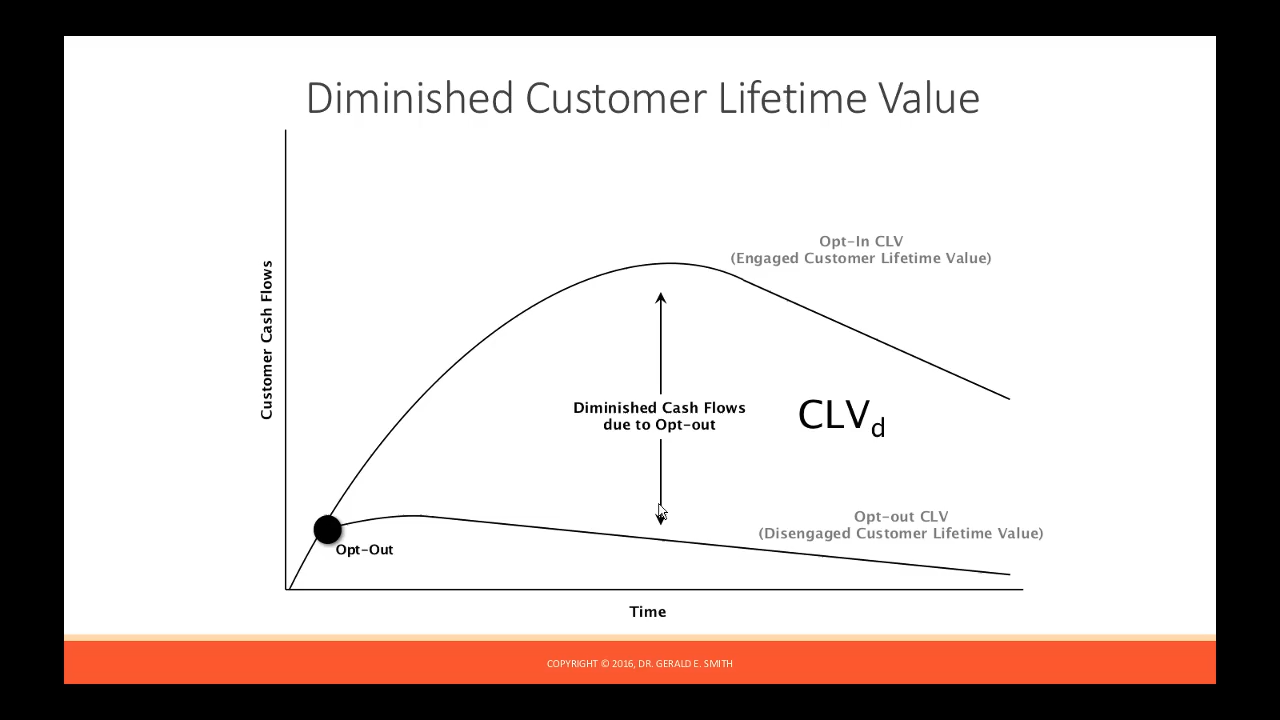 Diminished Customer Lifetime Value
Customer Cash Flows
Opt-In CLV
(Engaged Customer Lifetime Value)
Diminished Cash Flows
due to Opt-out
CLVd
Opt-out CLV
(Disengaged Customer Lifetime Value)
Opt-Out
Time
COPYRIGHT © 2016, DR. GERALD E. SMITH